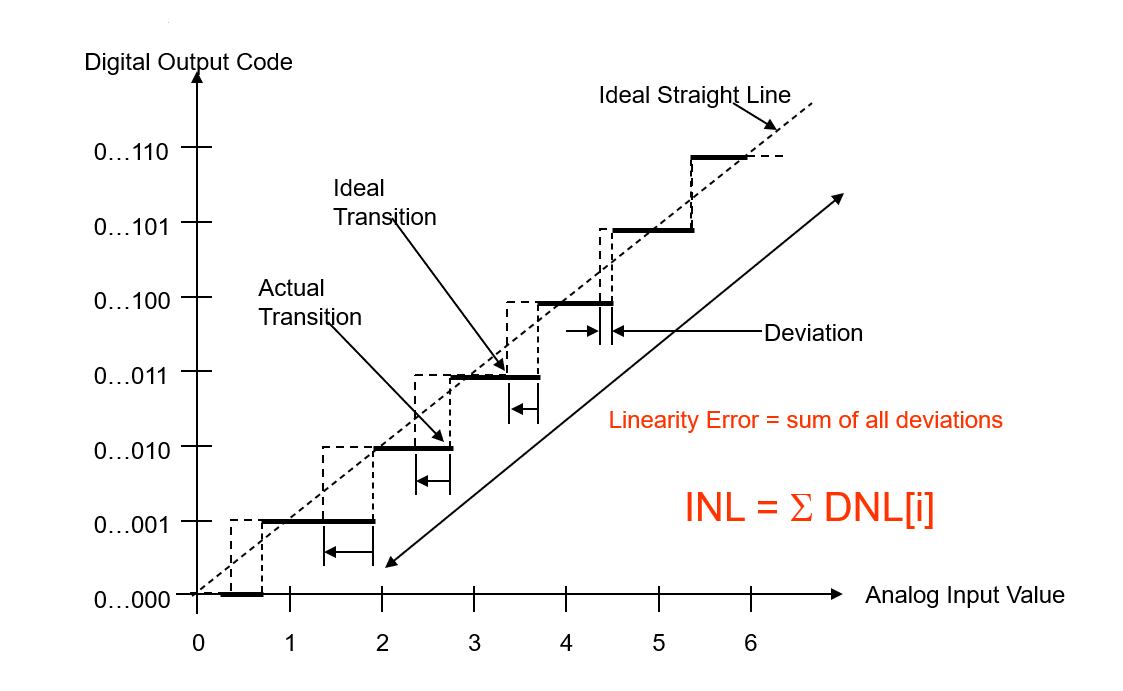 Digital Output Code
Ideal Straight Line
0…110
Ideal
Transition
0…101
Actual
Transition
0…100
Deviation
0…011
Linearity Error = sum of all deviations
0…010
INL = Σ DNL[i]
0…001
0…000
Analog Input Value
0 1 2 3 4 5 6